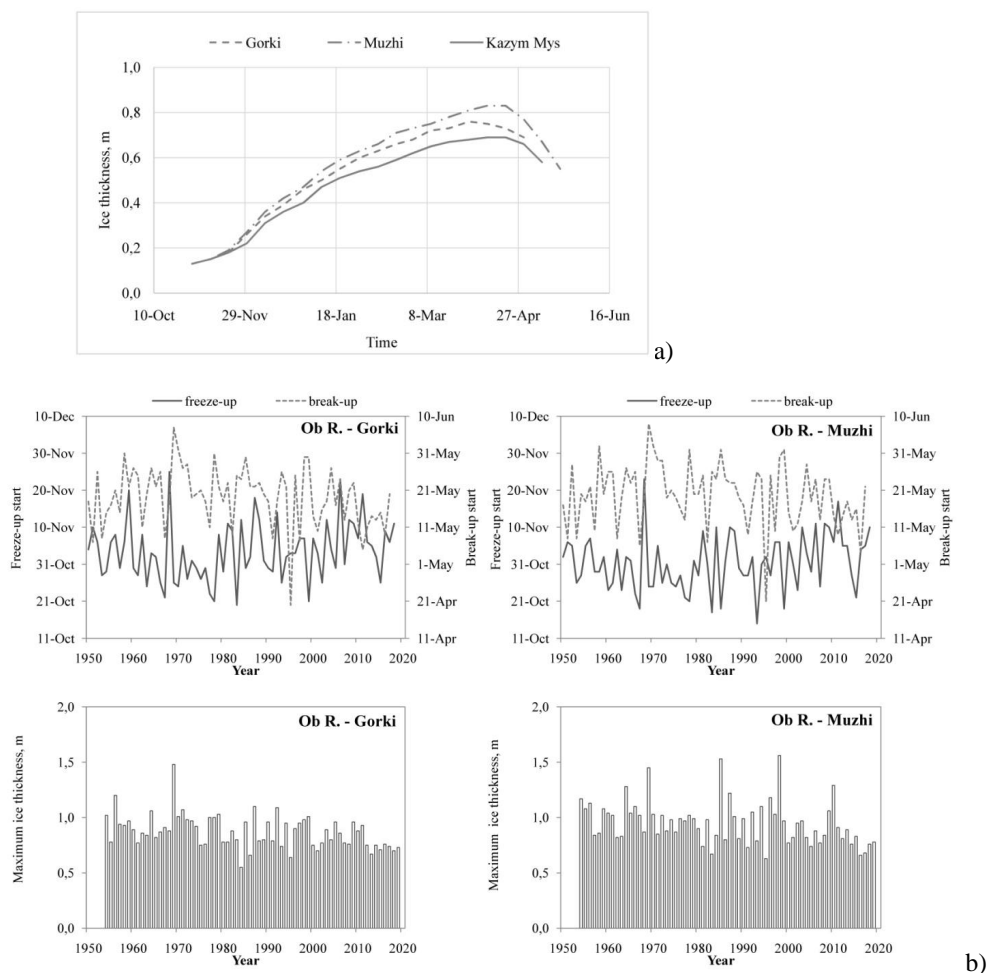 Gorki Muzhi Kazym Mys
1,0
0,8
0,6
0,4
0,2
0,0
Ice thickness, m
10-Oct 29-Nov 18-Jan 8-Mar 27-Apr 16-Jun
Time
a)
freeze-up break-up
Ob R. - Gorki
10-Dec
30-Nov
20-Nov
10-Nov
31-Oct
21-Oct
11-Oct
Freeze-up start
10-Jun
31-May
21-May
11-May
1-May
21-Apr
11-Apr
Break-up start
1950 1960 1970 1980 1990 2000 2010 2020
Year
freeze-up break-up
Ob R. - Muzhi
10-Dec
30-Nov
20-Nov
10-Nov
31-Oct
21-Oct
11-Oct
Freeze-up start
10-Jun
31-May
21-May
11-May
1-May
21-Apr
11-Apr
Break-up start
1950 1960 1970 1980 1990 2000 2010 2020
Year
Ob R. - Gorki
2,0
1,5
1,0
0,5
0,0
Maximum ice thickness, m
1950 1960 1970 1980 1990 2000 2010 2020
Year
Ob R. - Muzhi
2,0
1,5
1,0
0,5
0,0
Maximum ice thickness, m
1950 1960 1970 1980 1990 2000 2010 2020
Year
b)